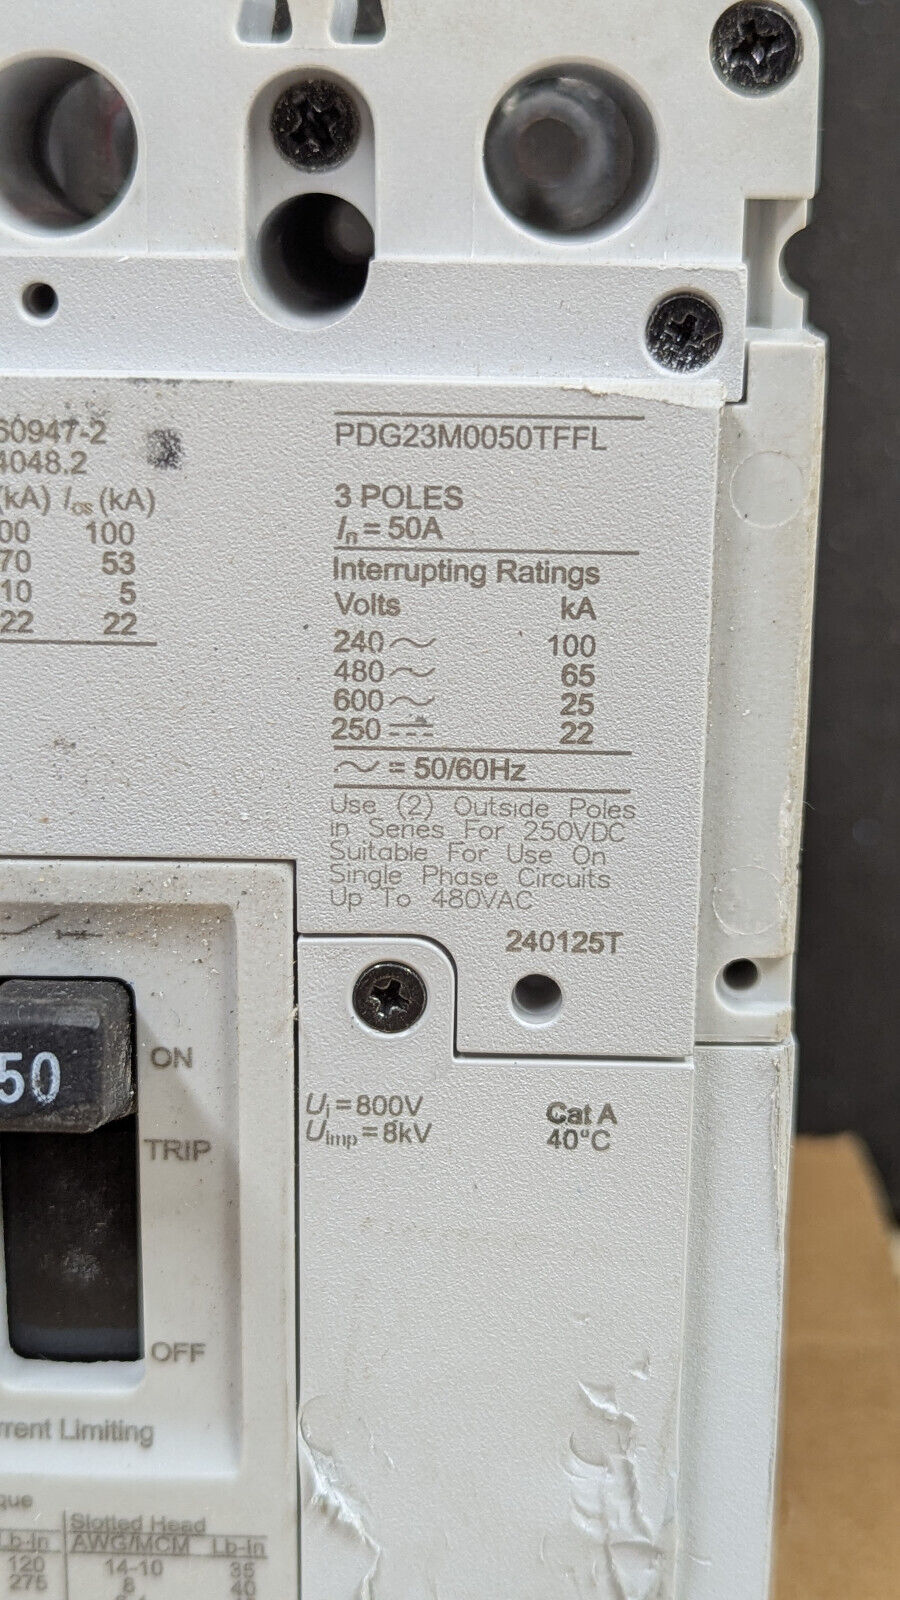 60947-2
4048.2
(kA) Ics (kA)
00 100
70 53
10 5
22 22
PDG23M0050TFFL
3 POLES
In = 50A
Interrupting Ratings
Volts kA
240 ~ 100
480 ~ 65
600 ~ 25
250 ⎓ 22
~ = 50/60Hz
Use (2) Outside Poles
in Series For 250VDC
Suitable For Use On
Single Phase Circuits
Up To 480VAC
240125T
50
ON
TRIP
OFF
Ui = 800V
Uimp = 8kV
Cat A
40°C
rrent Limiting
que
Slotted Head
Lb-in AWG/MCM Lb-in
120 14-10 35
275 8 40